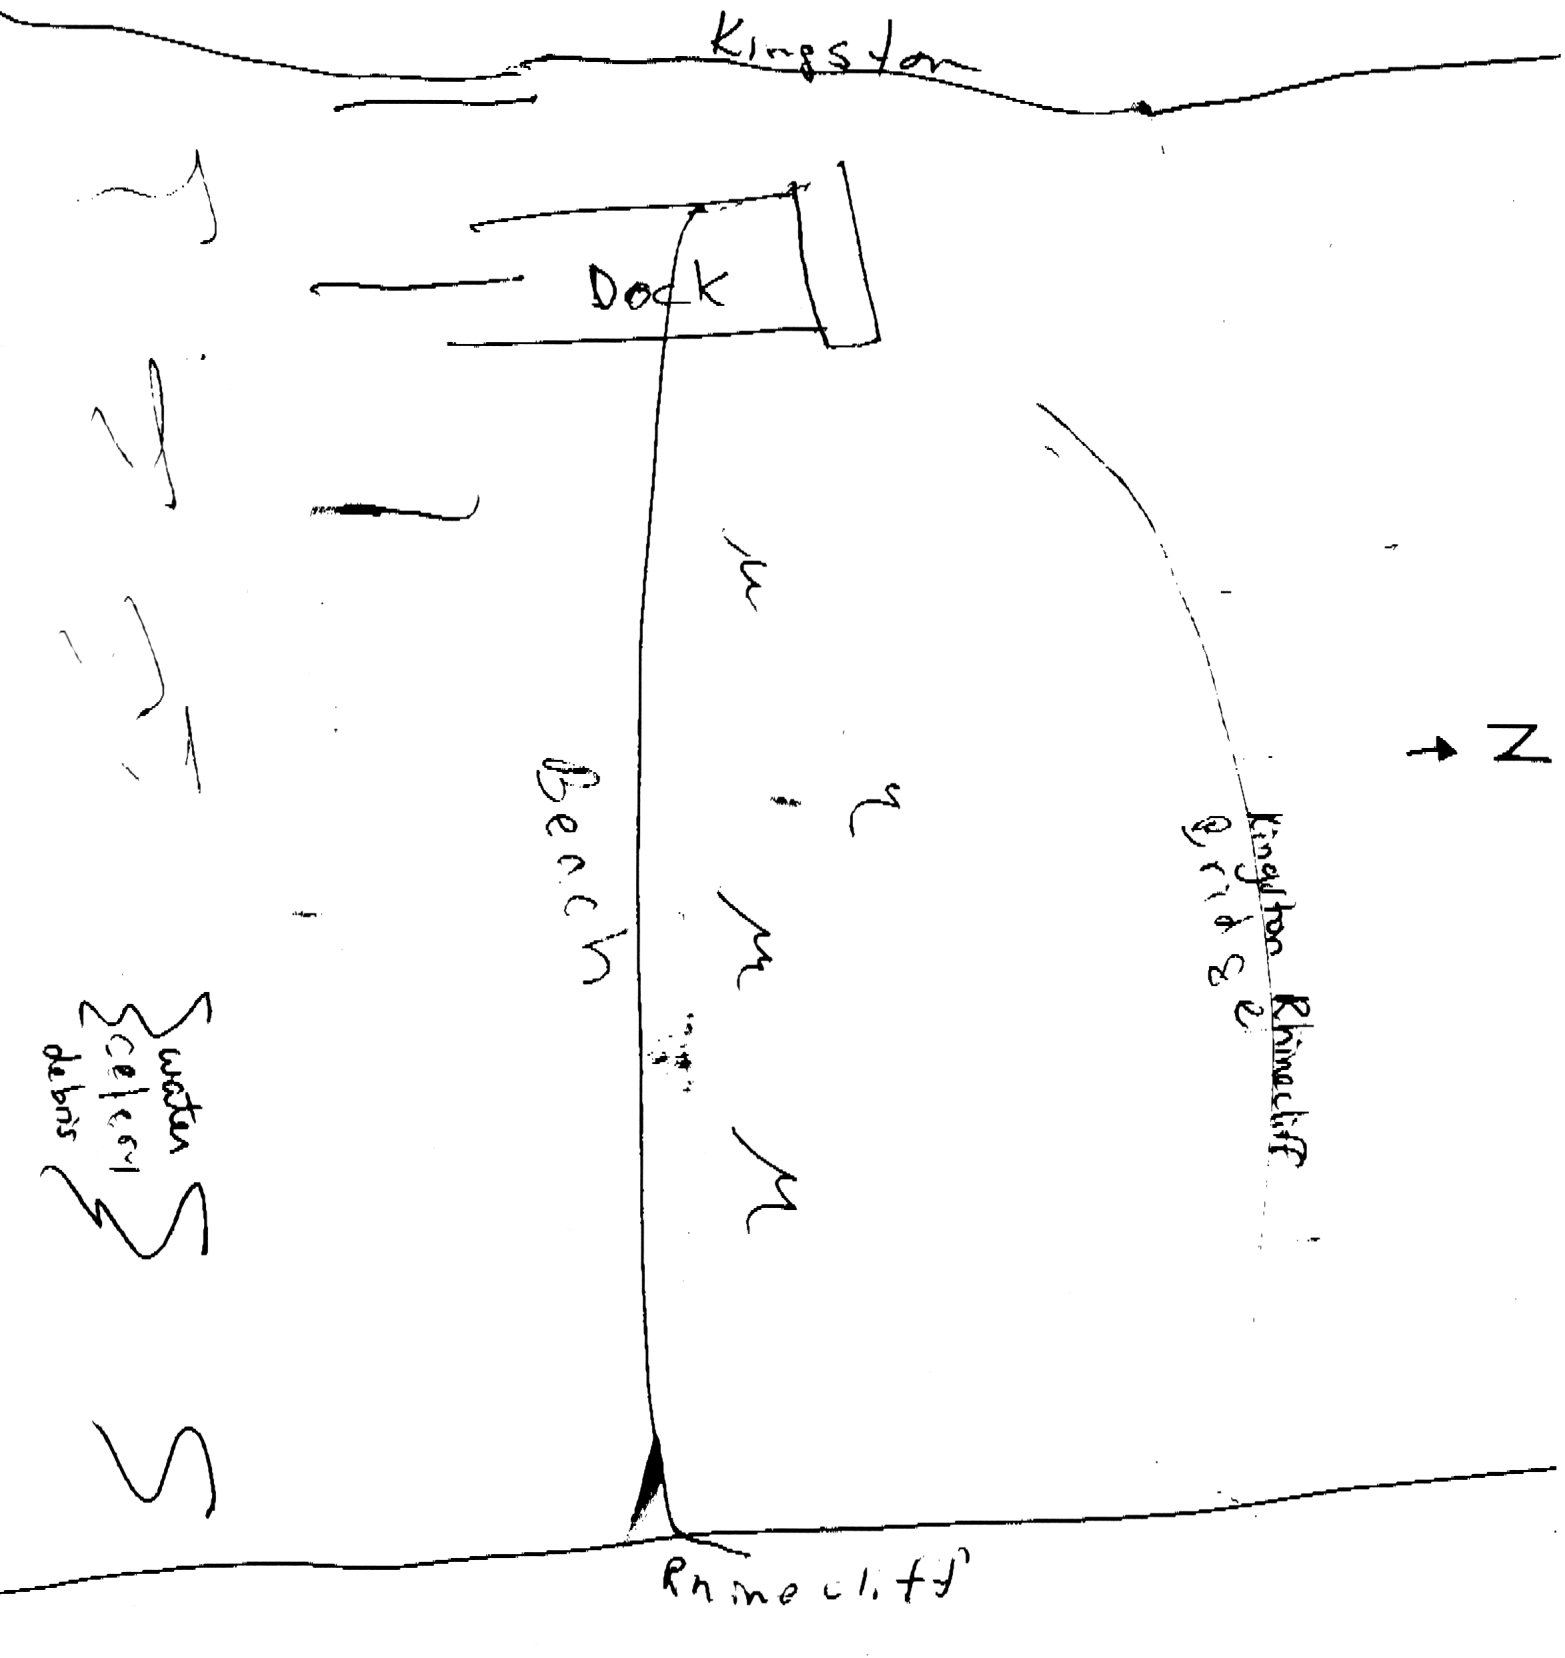 Kingston
Dock
Beach
N
Kingston Rhinecliff
Bridge
water
celery
debris
Rhinecliff